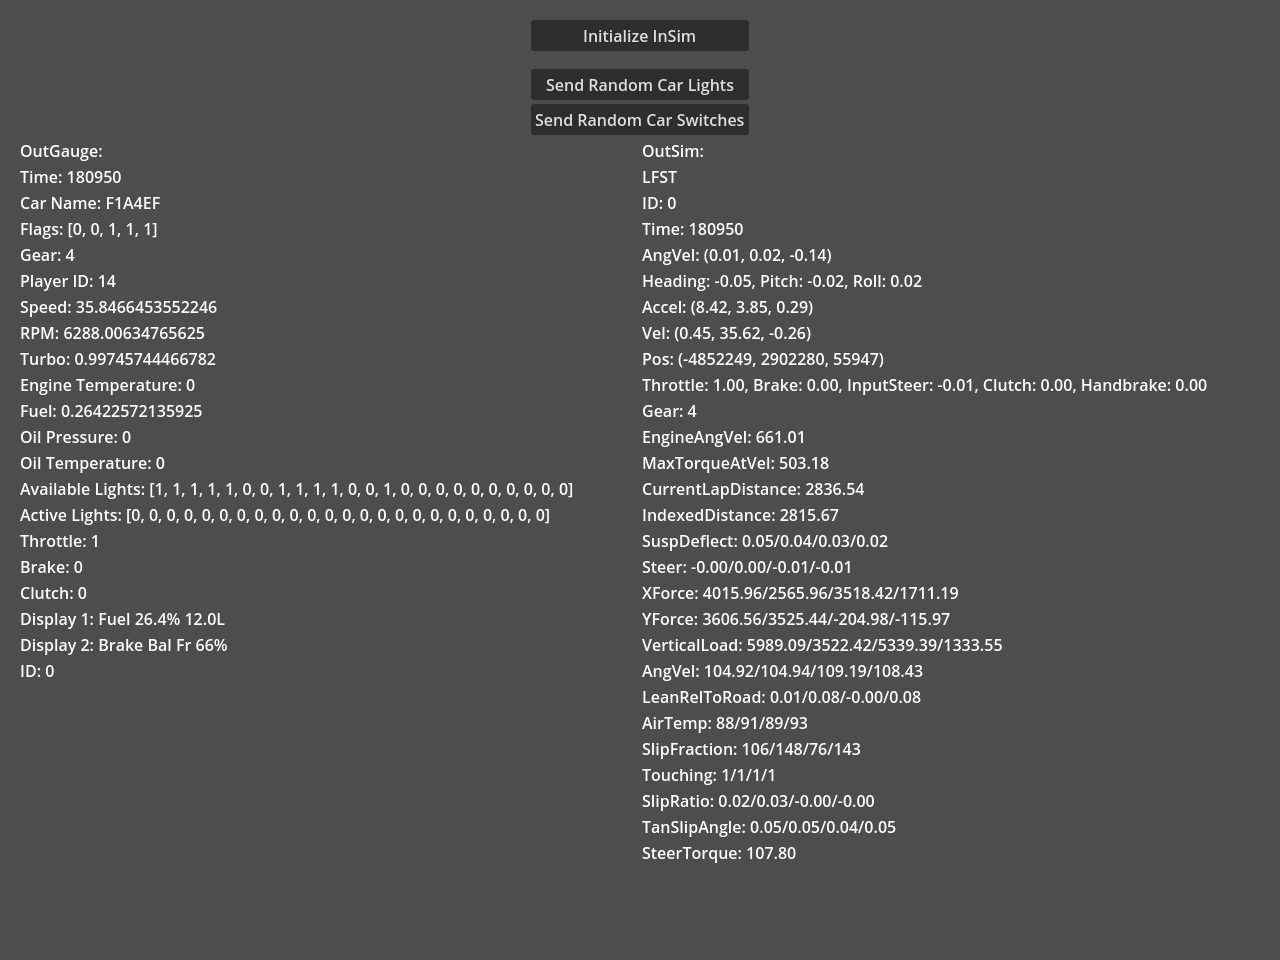 Initialize InSim
Send Random Car Lights
Send Random Car Switches
OutGauge:
Time: 180950
Car Name: F1A4EF
Flags: [0, 0, 1, 1, 1]
Gear: 4
Player ID: 14
Speed: 35.8466453552246
RPM: 6288.00634765625
Turbo: 0.99745744466782
Engine Temperature: 0
Fuel: 0.26422572135925
Oil Pressure: 0
Oil Temperature: 0
Available Lights: [1, 1, 1, 1, 1, 0, 0, 1, 1, 1, 1, 0, 0, 1, 0, 0, 0, 0, 0, 0, 0, 0, 0, 0]
Active Lights: [0, 0, 0, 0, 0, 0, 0, 0, 0, 0, 0, 0, 0, 0, 0, 0, 0, 0, 0, 0, 0, 0, 0, 0]
Throttle: 1
Brake: 0
Clutch: 0
Display 1: Fuel 26.4% 12.0L
Display 2: Brake Bal Fr 66%
ID: 0
OutSim:
LFST
ID: 0
Time: 180950
AngVel: (0.01, 0.02, -0.14)
Heading: -0.05, Pitch: -0.02, Roll: 0.02
Accel: (8.42, 3.85, 0.29)
Vel: (0.45, 35.62, -0.26)
Pos: (-4852249, 2902280, 55947)
Throttle: 1.00, Brake: 0.00, InputSteer: -0.01, Clutch: 0.00, Handbrake: 0.00
Gear: 4
EngineAngVel: 661.01
MaxTorqueAtVel: 503.18
CurrentLapDistance: 2836.54
IndexedDistance: 2815.67
SuspDeflect: 0.05/0.04/0.03/0.02
Steer: -0.00/0.00/-0.01/-0.01
XForce: 4015.96/2565.96/3518.42/1711.19
YForce: 3606.56/3525.44/-204.98/-115.97
VerticalLoad: 5989.09/3522.42/5339.39/1333.55
AngVel: 104.92/104.94/109.19/108.43
LeanRelToRoad: 0.01/0.08/-0.00/0.08
AirTemp: 88/91/89/93
SlipFraction: 106/148/76/143
Touching: 1/1/1/1
SlipRatio: 0.02/0.03/-0.00/-0.00
TanSlipAngle: 0.05/0.05/0.04/0.05
SteerTorque: 107.80